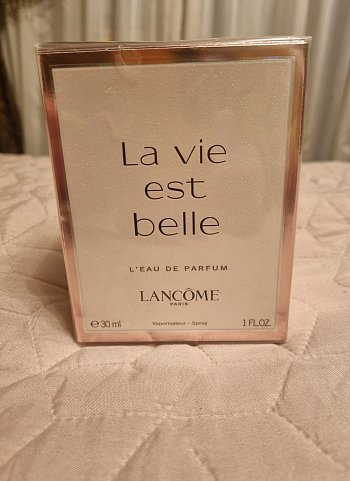 La vie
est
belle
L'EAU DE PARFUM
LANCÔME
PARIS
℮ 30 ml 1 FL.OZ
Vaporisateur - Spray